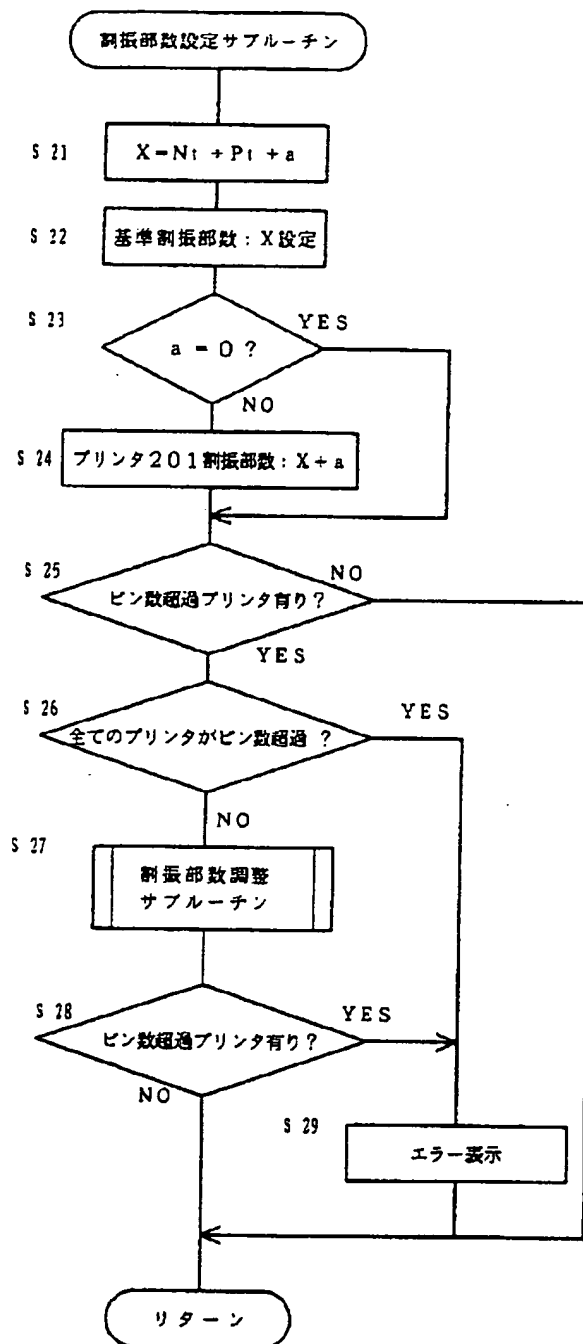 割振部数設定サブルーチン
S 21
X=Nt ÷ Pt + a
S 22
基準割振部数：X設定
S 23
a = 0 ?
YES
NO
S 24
プリンタ201割振部数：X+a
S 25
ビン数超過プリンタ有り？
NO
YES
S 26
全てのプリンタがビン数超過 ？
YES
NO
S 27
割振部数調整
サブルーチン
S 28
ビン数超過プリンタ有り？
YES
NO
S 29
エラー表示
リターン